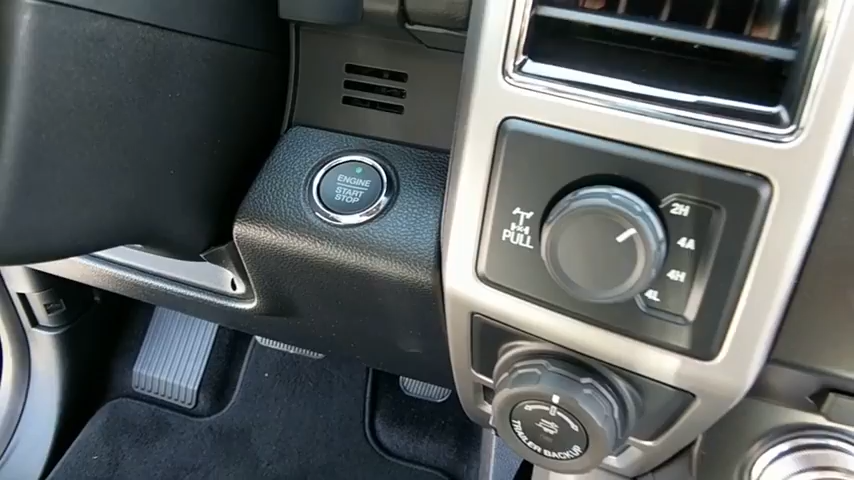 ENGINE
START
STOP
PULL
2H
4A
4H
4L
TRAILER BACKUP